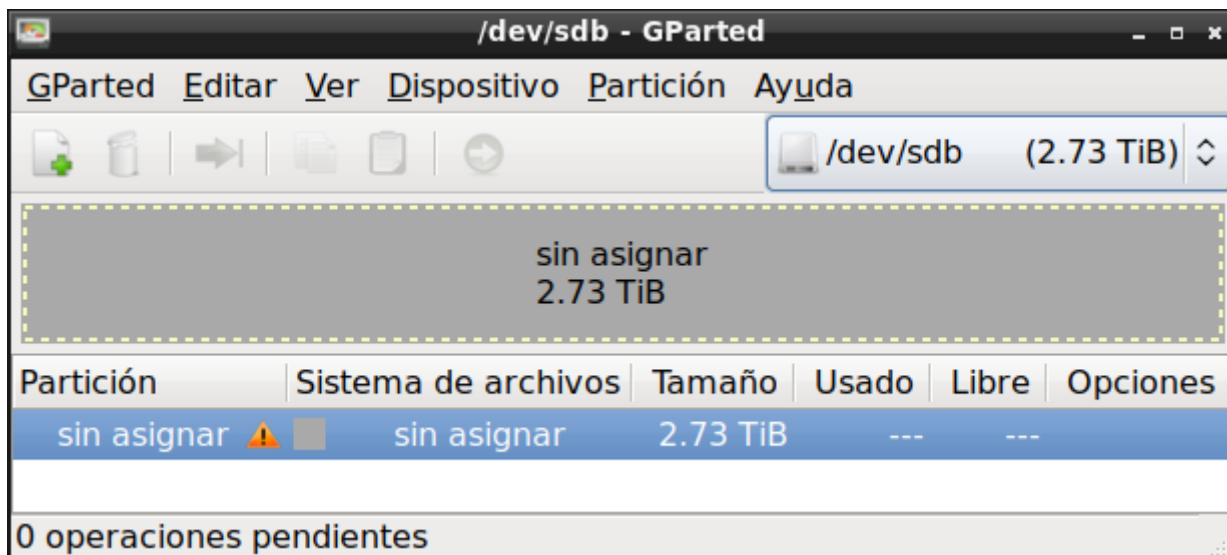 /dev/sdb - GParted
GParted Editar Ver Dispositivo Partición Ayuda
/dev/sdb (2.73 TiB)
sin asignar
2.73 TiB
Partición Sistema de archivos Tamaño Usado Libre Opciones
sin asignar sin asignar 2.73 TiB --- ---
0 operaciones pendientes